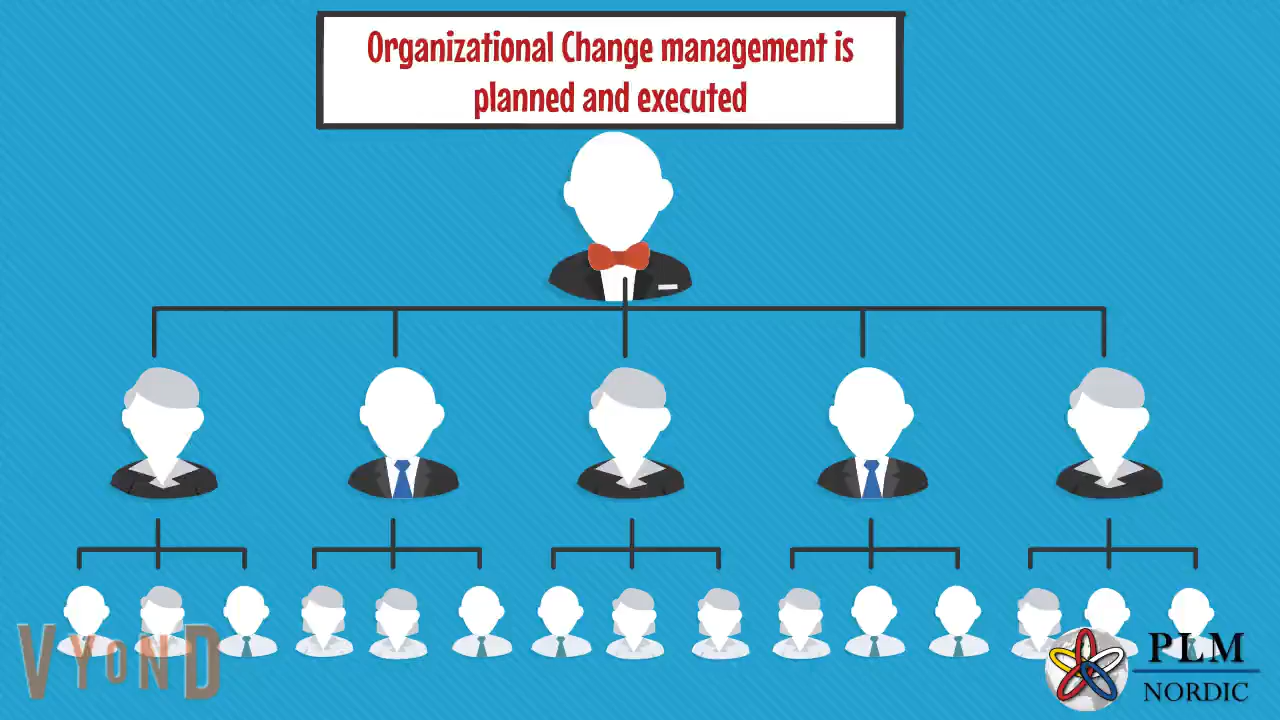 Organizational Change management is
planned and executed
VYOND
PLM
NORDIC